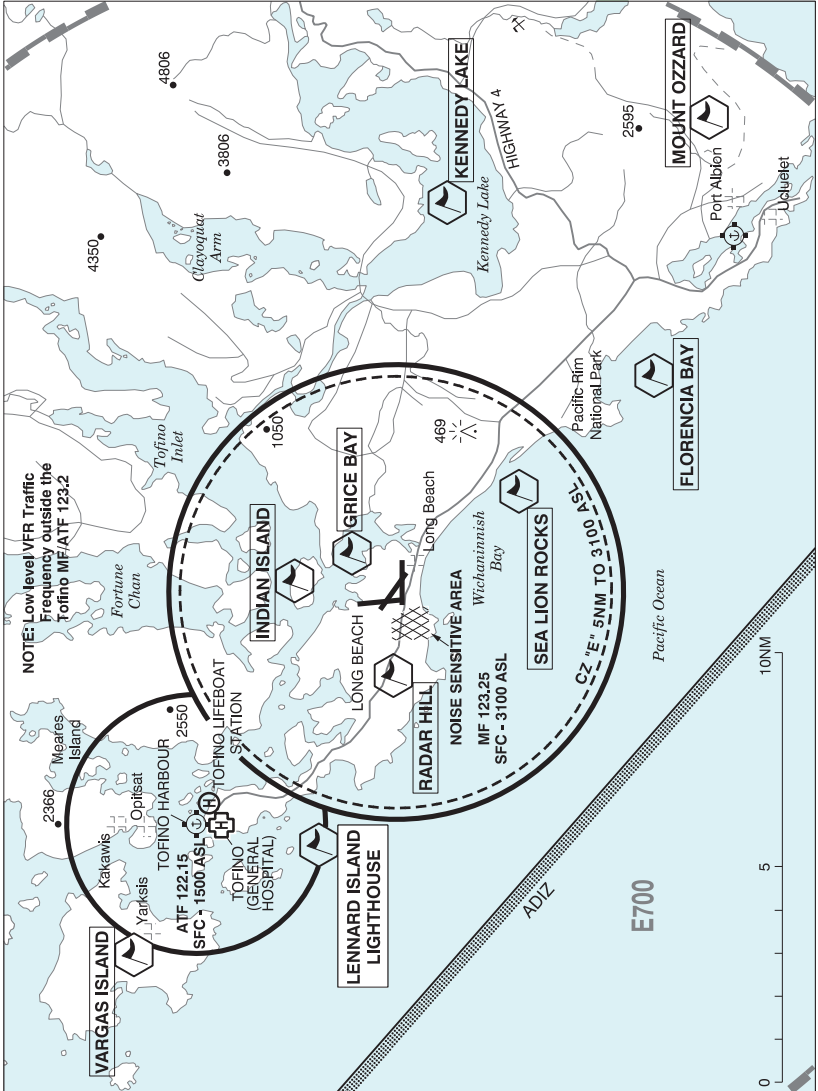 NOTE: Low level VFR Traffic
Frequency outside the
Tofino MF/ATF 123.2
4350
4806
3806
Clayoquat
Arm
KENNEDY LAKE
Kennedy Lake
HIGHWAY 4
2595
MOUNT OZZARD
Port Albion
Ucluelet
Tofino
Inlet
Fortune
Chan
1050
469
INDIAN ISLAND
GRICE BAY
LONG BEACH
Long Beach
Pacific Rim
National Park
FLORENCIA BAY
Wichaninnish
Bay
SEA LION ROCKS
NOISE SENSITIVE AREA
MF 123.25
SFC - 3100 ASL
RADAR HILL
CZ "E" 5NM TO 3100 ASL
Pacific Ocean
Meares
Island
2366
2550
Opitsat
Kakawis
Yarksis
TOFINO HARBOUR
ATF 122.15
SFC - 1500 ASL
H
TOFINO LIFEBOAT
STATION
H
TOFINO
(GENERAL
HOSPITAL)
VARGAS ISLAND
LENNARD ISLAND
LIGHTHOUSE
ADIZ
E700
0
5
10NM